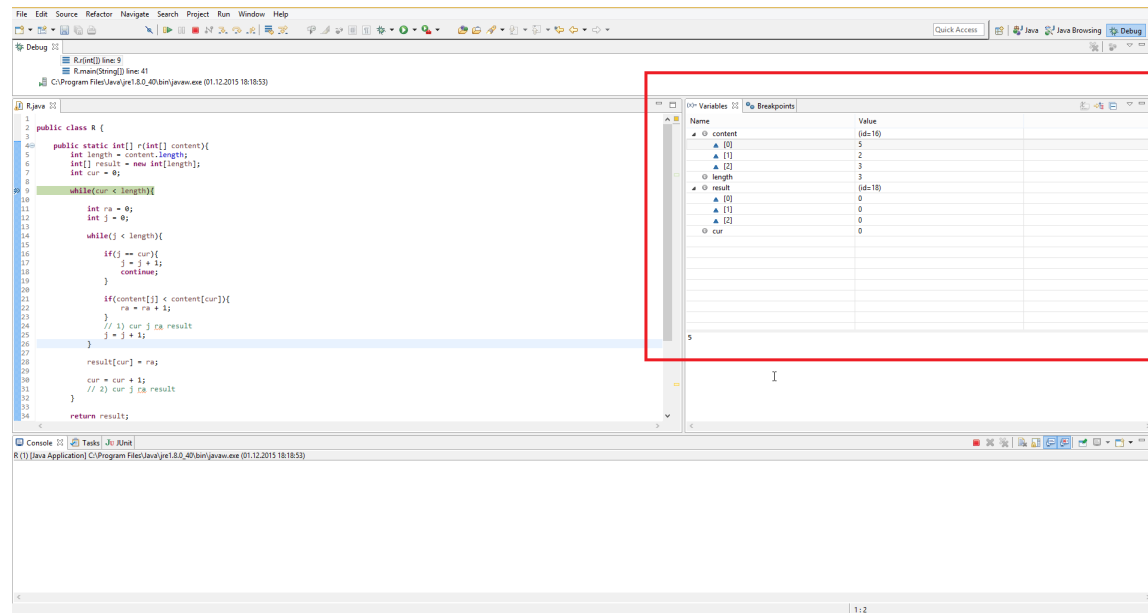 File Edit Source Refactor Navigate Search Project Run Window Help
Quick Access Java Java Browsing Debug
Debug
R.r(int[]) line: 9
R.main(String[]) line: 41
C:\Program Files\Java\jre1.8.0_40\bin\javaw.exe (01.12.2015 18:18:53)
R.java
1
2 public class R {
3
4 public static int[] r(int[] content){
5 int length = content.length;
6 int[] result = new int[length];
7 int cur = 0;
8
9 while(cur < length){
10
11 int ra = 0;
12 int j = 0;
13
14 while(j < length){
15
16 if(j == cur){
17 j = j + 1;
18 continue;
19 }
20
21 if(content[j] < content[cur]){
22 ra = ra + 1;
23 }
24 // 1) cur j ra result
25 j = j + 1;
26 }
27
28 result[cur] = ra;
29
30 cur = cur + 1;
31 // 2) cur j ra result
32 }
33
34 return result;
(x)= Variables Breakpoints
Name Value
content (id=16)
[0] 5
[1] 2
[2] 3
length 3
result (id=18)
[0] 0
[1] 0
[2] 0
cur 0
5
Console Tasks Ju JUnit
R (1) [Java Application] C:\Program Files\Java\jre1.8.0_40\bin\javaw.exe (01.12.2015 18:18:53)
1 : 2